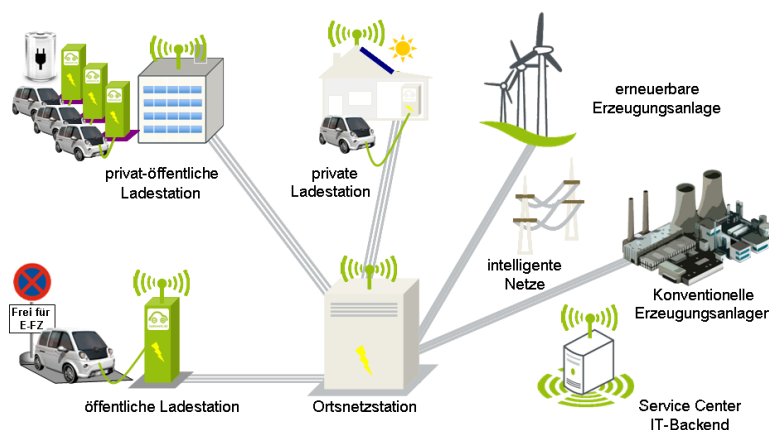 erneuerbare
Erzeugungsanlage
privat-öffentliche
Ladestation
private
Ladestation
intelligente
Netze
Konventionelle
Erzeugungsanlagen
Frei für
E-FZ
öffentliche Ladestation
Ortsnetzstation
Service Center
IT-Backend